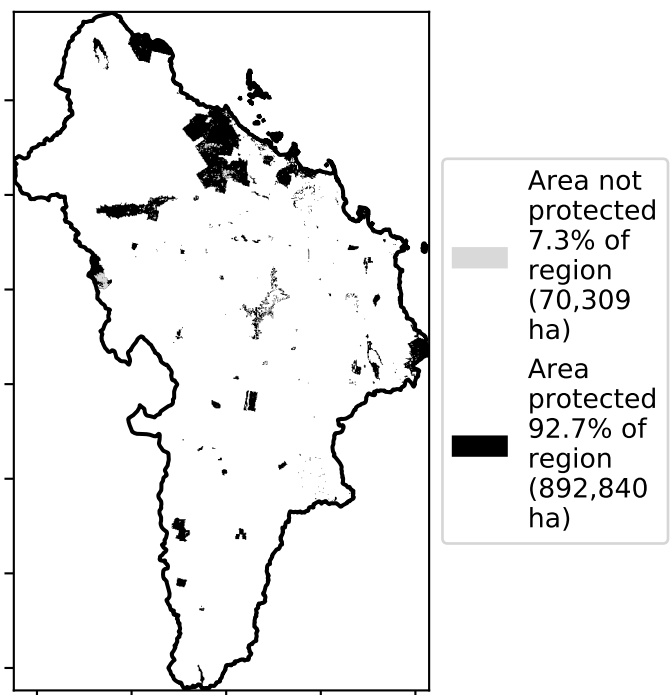 Area not
protected
7.3% of
region
(70,309
ha)
Area
protected
92.7% of
region
(892,840
ha)